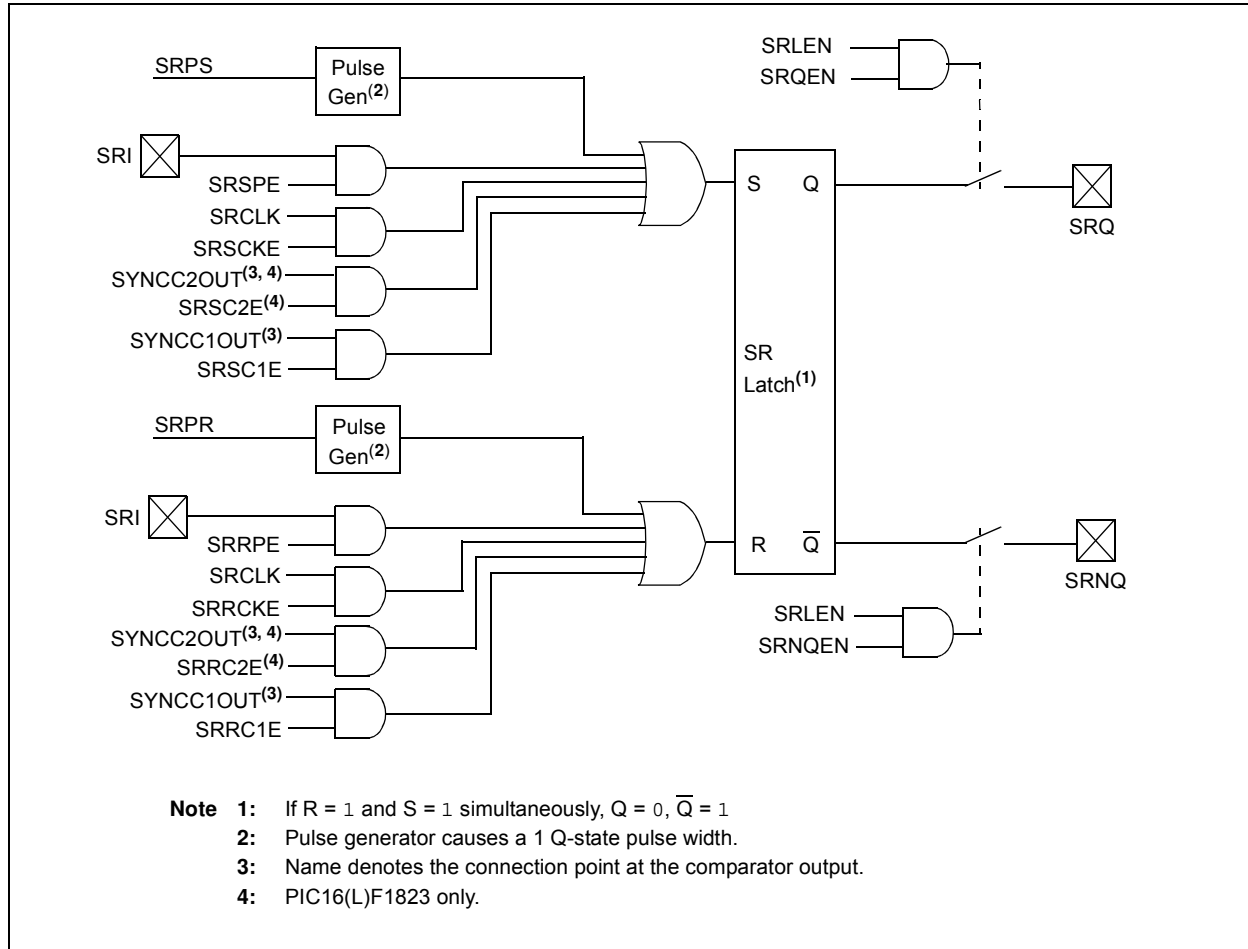 SRLEN
SRQEN
SRPS
Pulse
Gen(2)
SRI
SRSPE
SRCLK
SRSCKE
SYNCC2OUT(3, 4)
SRSC2E(4)
SYNCC1OUT(3)
SRSC1E
S Q
SRQ
SR
Latch(1)
SRPR
Pulse
Gen(2)
SRI
SRRPE
SRCLK
SRRCKE
SYNCC2OUT(3, 4)
SRRC2E(4)
SYNCC1OUT(3)
SRRC1E
R Q̅
SRNQ
SRLEN
SRNQEN
Note 1: If R = 1 and S = 1 simultaneously, Q = 0, Q̅ = 1
2: Pulse generator causes a 1 Q-state pulse width.
3: Name denotes the connection point at the comparator output.
4: PIC16(L)F1823 only.